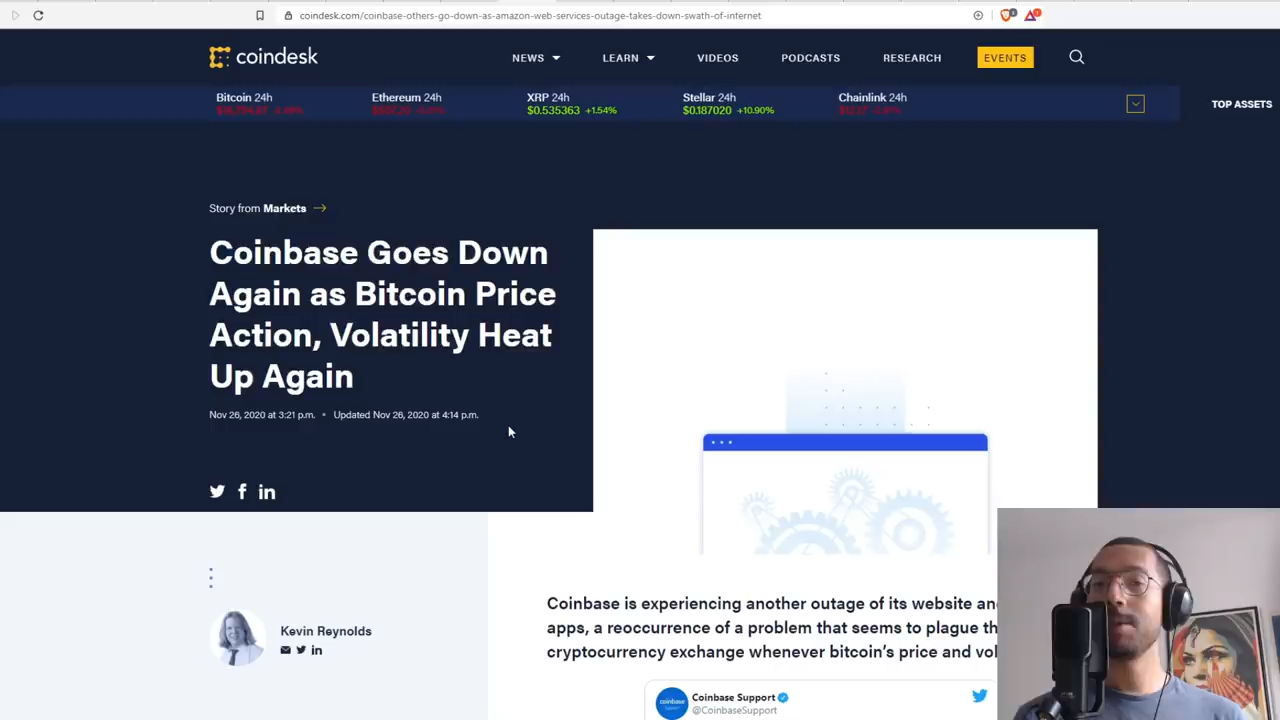 coindesk.com/coinbase-others-go-down-as-amazon-web-services-outage-takes-down-swath-of-internet
coindesk
NEWS
LEARN
VIDEOS
PODCASTS
RESEARCH
EVENTS
Bitcoin 24h
Ethereum 24h
XRP 24h
$0.535363 +1.54%
Stellar 24h
$0.187020 +10.90%
Chainlink 24h
TOP ASSETS
Story from Markets
Coinbase Goes Down
Again as Bitcoin Price
Action, Volatility Heat
Up Again
Nov 26, 2020 at 3:21 p.m. • Updated Nov 26, 2020 at 4:14 p.m.
Kevin Reynolds
Coinbase is experiencing another outage of its website an
apps, a reoccurrence of a problem that seems to plague th
cryptocurrency exchange whenever bitcoin's price and vol
coinbase
Coinbase Support
@CoinbaseSupport